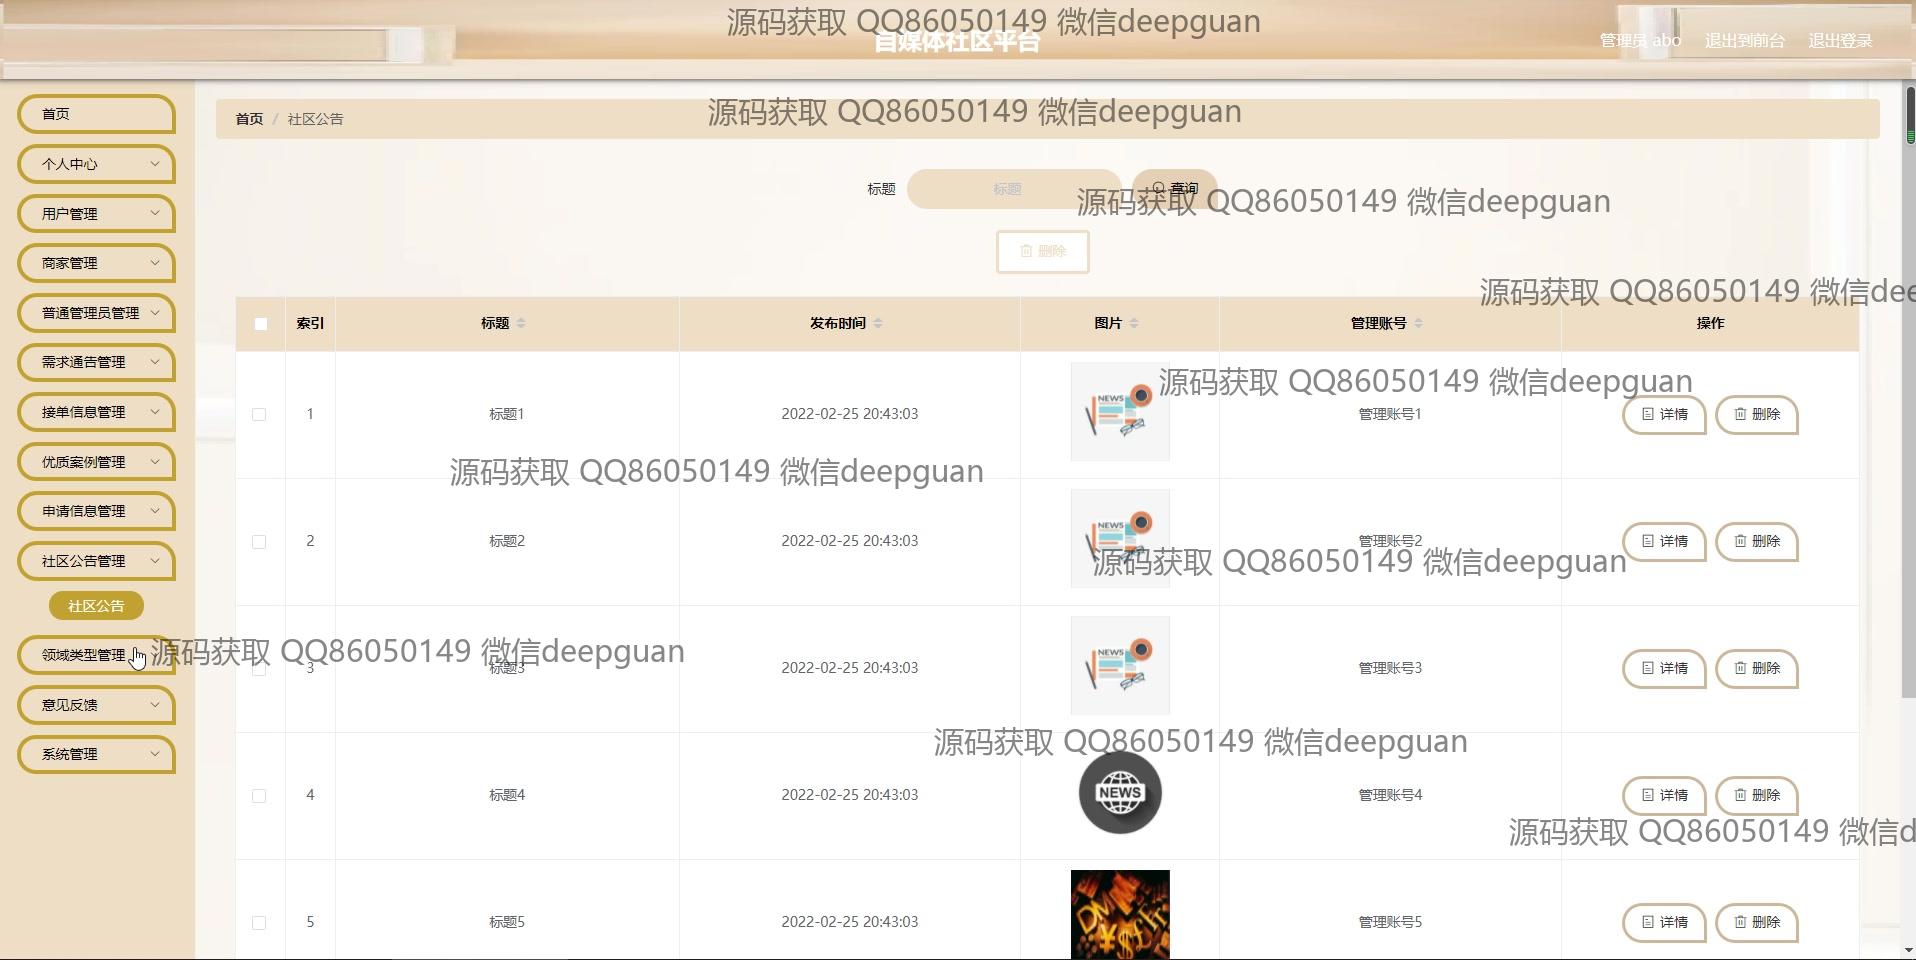 源码获取 QQ86050149 微信deepguan
自媒体社区平台
管理员 abo 退出到前台 退出登录
首页
个人中心
用户管理
商家管理
普通管理员管理
需求通告管理
接单信息管理
优质案例管理
申请信息管理
社区公告管理
社区公告
领域类型管理
意见反馈
系统管理
首页 / 社区公告
源码获取 QQ86050149 微信deepguan
标题 标题 查询
源码获取 QQ86050149 微信deepguan
删除
源码获取 QQ86050149 微信dee
索引 标题 发布时间 图片 管理账号 操作
源码获取 QQ86050149 微信deepguan
1 标题1 2022-02-25 20:43:03 NEWS 管理账号1 详情 删除
源码获取 QQ86050149 微信deepguan
2 标题2 2022-02-25 20:43:03 NEWS 管理账号2 详情 删除
源码获取 QQ86050149 微信deepguan
源码获取 QQ86050149 微信deepguan
3 标题3 2022-02-25 20:43:03 NEWS 管理账号3 详情 删除
源码获取 QQ86050149 微信deepguan
4 标题4 2022-02-25 20:43:03 NEWS 管理账号4 详情 删除
源码获取 QQ86050149 微信d
5 标题5 2022-02-25 20:43:03 管理账号5 详情 删除